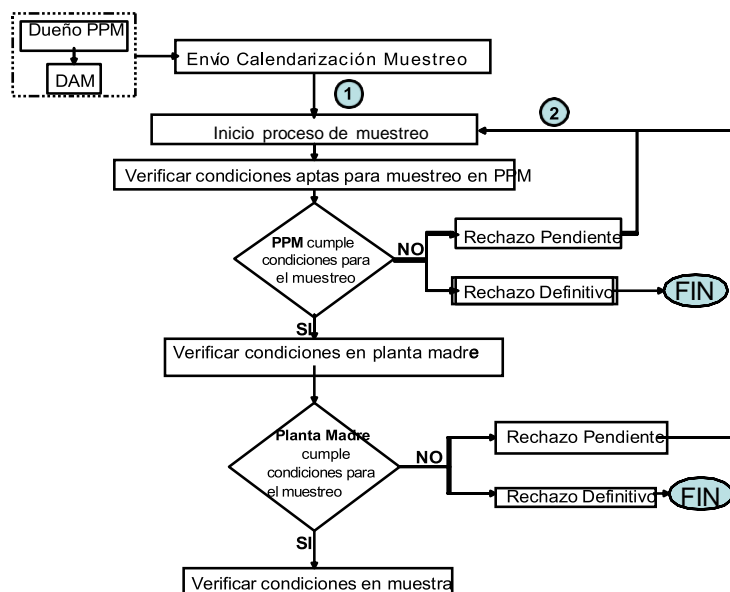 Dueño PPM
DAM
Envío Calendarización Muestreo
1
2
Inicio proceso de muestreo
Verificar condiciones aptas para muestreo en PPM
PPM cumple
condiciones para
el muestreo
NO
Rechazo Pendiente
Rechazo Definitivo
FIN
SI
Verificar condiciones en planta madre
Planta Madre
cumple
condiciones para
el muestreo
NO
Rechazo Pendiente
Rechazo Definitivo
FIN
SI
Verificar condiciones en muestra